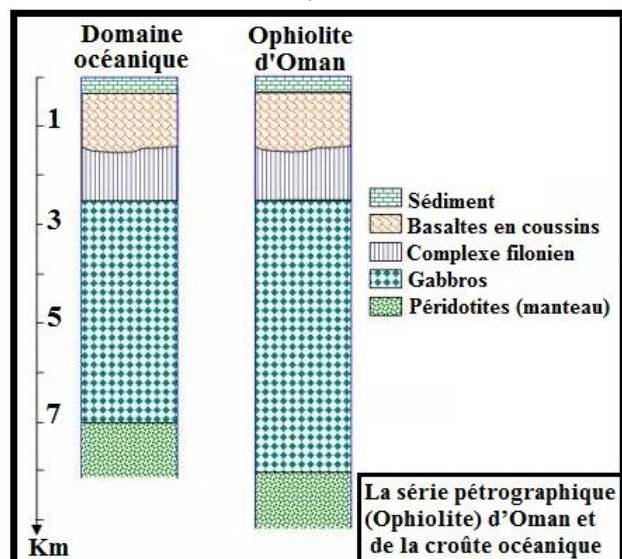 Domaine
océanique
Ophiolite
d'Oman
1
3
5
7
Km
Sédiment
Basaltes en coussins
Complexe filonien
Gabbros
Péridotites (manteau)
La série pétrographique
(Ophiolite) d’Oman et
de la croûte océanique